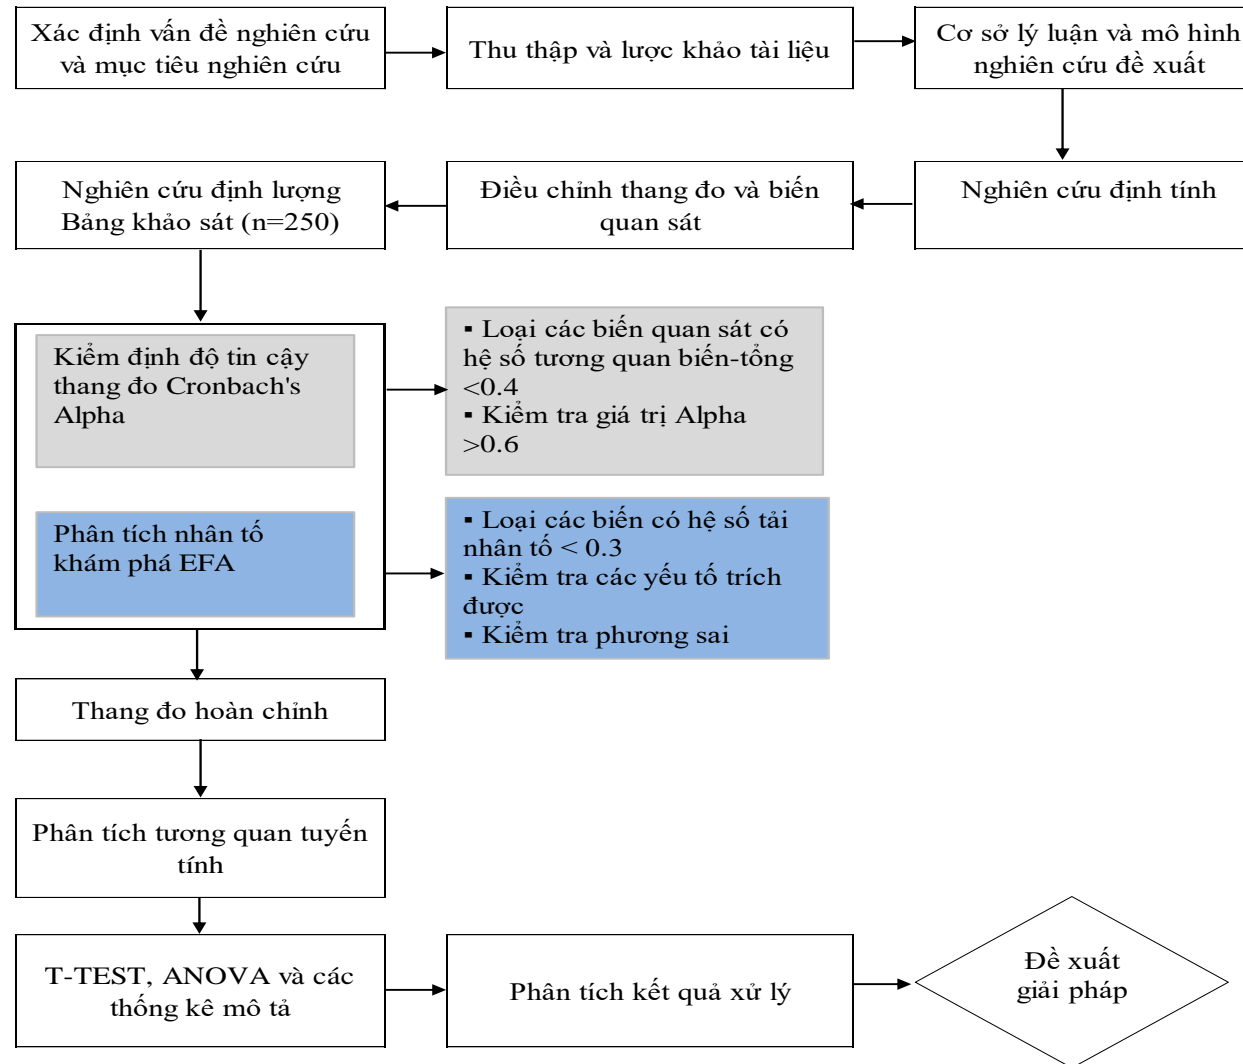 Xác định vấn đề nghiên cứu
và mục tiêu nghiên cứu
Thu thập và lược khảo tài liệu
Cơ sở lý luận và mô hình
nghiên cứu đề xuất
Nghiên cứu định lượng
Bảng khảo sát (n=250)
Điều chỉnh thang đo và biến
quan sát
Nghiên cứu định tính
Kiểm định độ tin cậy
thang đo Cronbach's
Alpha
▪ Loại các biến quan sát có
hệ số tương quan biến-tổng
<0.4
▪ Kiểm tra giá trị Alpha
>0.6
Phân tích nhân tố
khám phá EFA
▪ Loại các biến có hệ số tải
nhân tố < 0.3
▪ Kiểm tra các yếu tố trích
được
▪ Kiểm tra phương sai
Thang đo hoàn chỉnh
Phân tích tương quan tuyến
tính
T-TEST, ANOVA và các
thống kê mô tả
Phân tích kết quả xử lý
Đề xuất
giải pháp